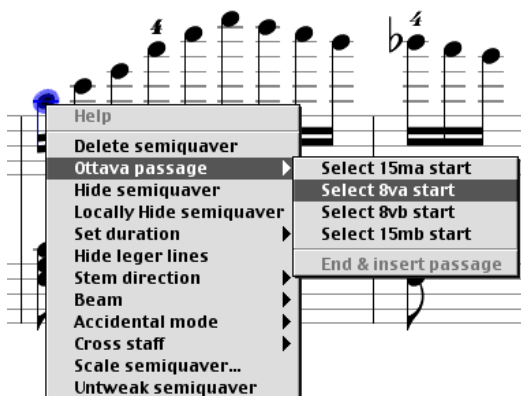 4
4
Help
Delete semiquaver
Ottava passage
Hide semiquaver
Locally Hide semiquaver
Set duration
Hide leger lines
Stem direction
Beam
Accidental mode
Cross staff
Scale semiquaver...
Untweak semiquaver
Select 15ma start
Select 8va start
Select 8vb start
Select 15mb start
End & insert passage